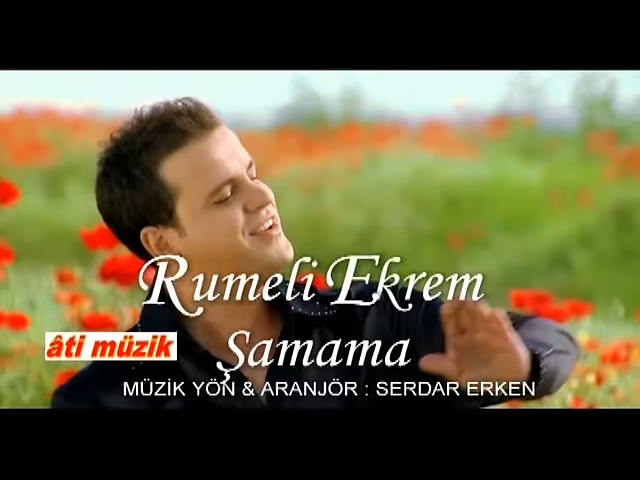 Rumeli Ekrem
âti müzik
Şamama
MÜZİK YÖN & ARANJÖR : SERDAR ERKEN